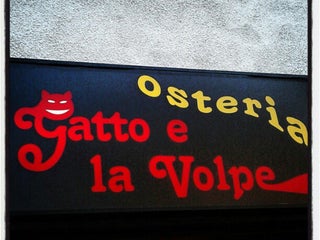 Osteria
Gatto e
la Volpe